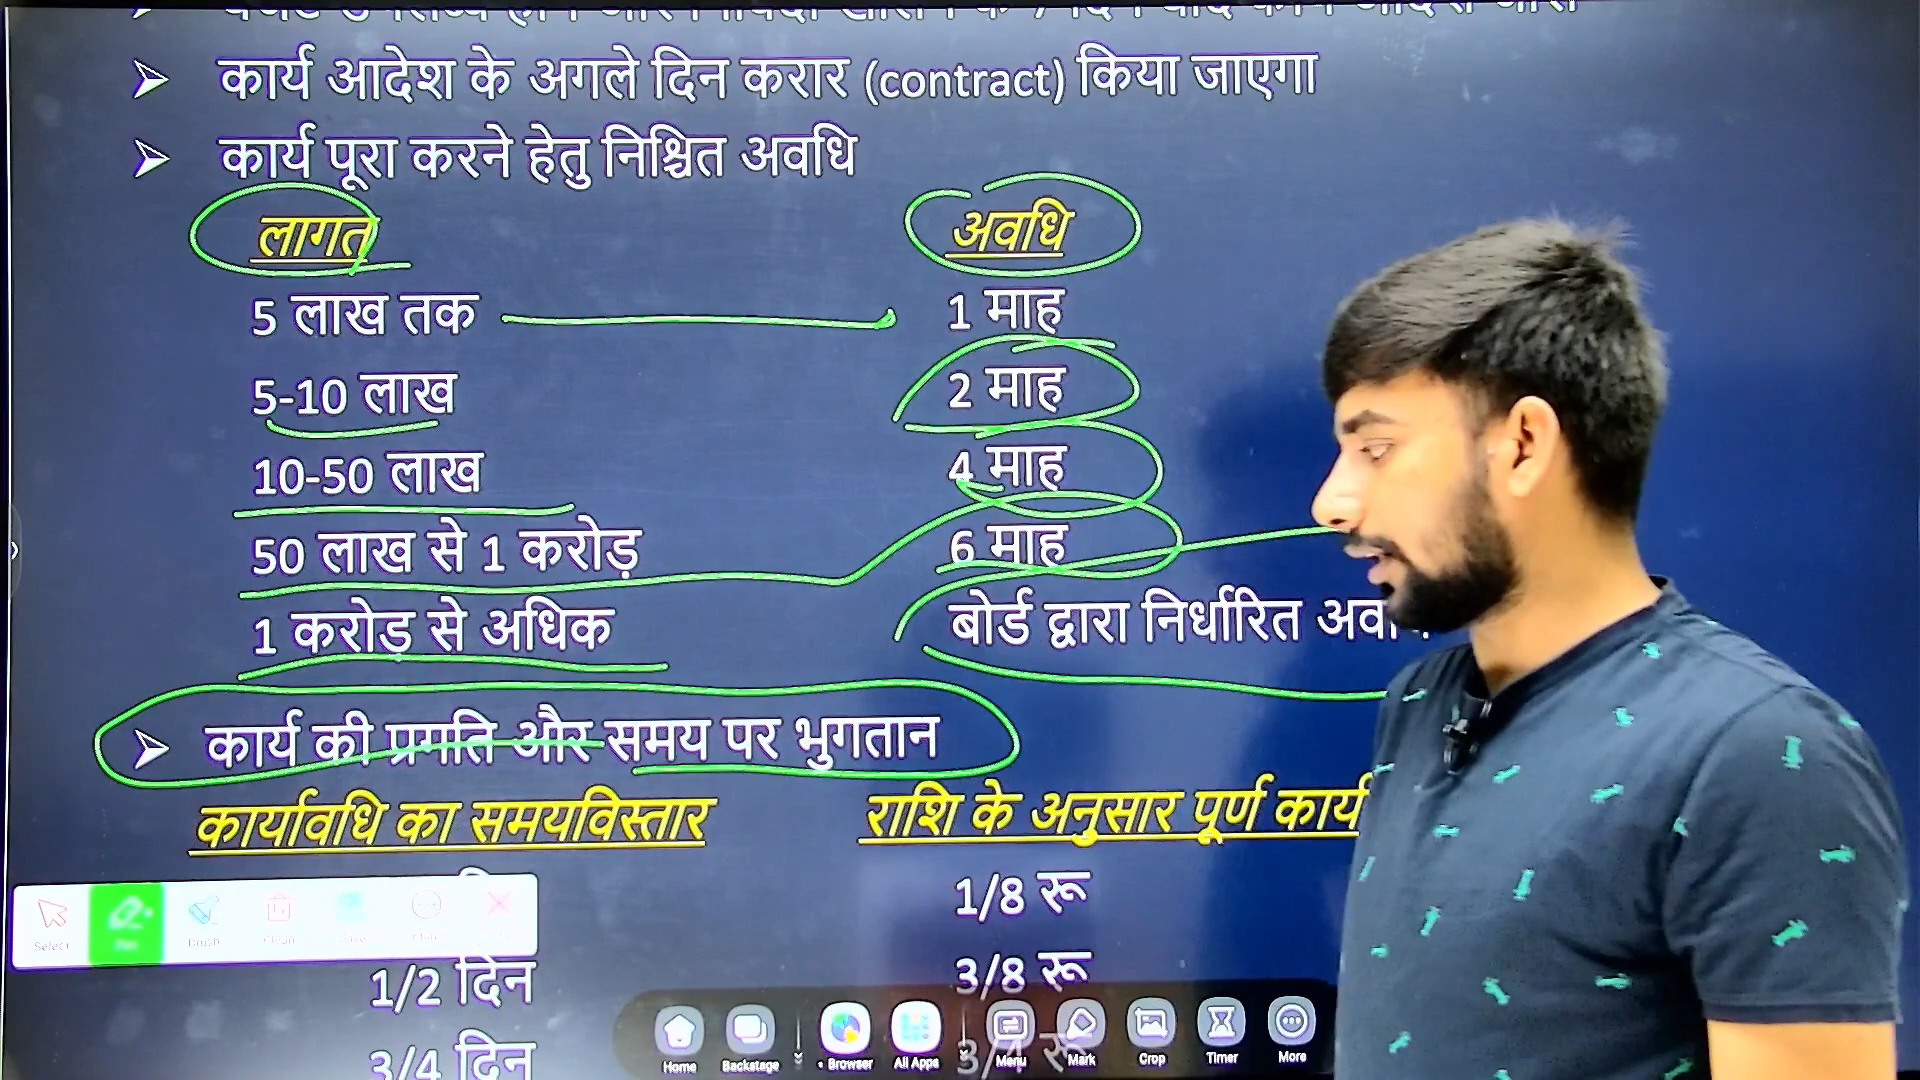 कार्य आदेश के अगले दिन करार (contract) किया जाएगा
कार्य पूरा करने हेतु निश्चित अवधि
लागत अवधि
5 लाख तक 1 माह
5-10 लाख 2 माह
10-50 लाख 4 माह
50 लाख से 1 करोड़ 6 माह
1 करोड़ से अधिक बोर्ड द्वारा निर्धारित
कार्य की प्रगति और समय पर भुगतान
कार्यावधि का समयविस्तार राशि के अनुसार पूर्ण कार्य
1/8 रू
1/2 दिन 3/8 रू
3/4 दिन 3/4 रू
Select
Home Backstage Browser All Apps Menu Mark Crop Timer More